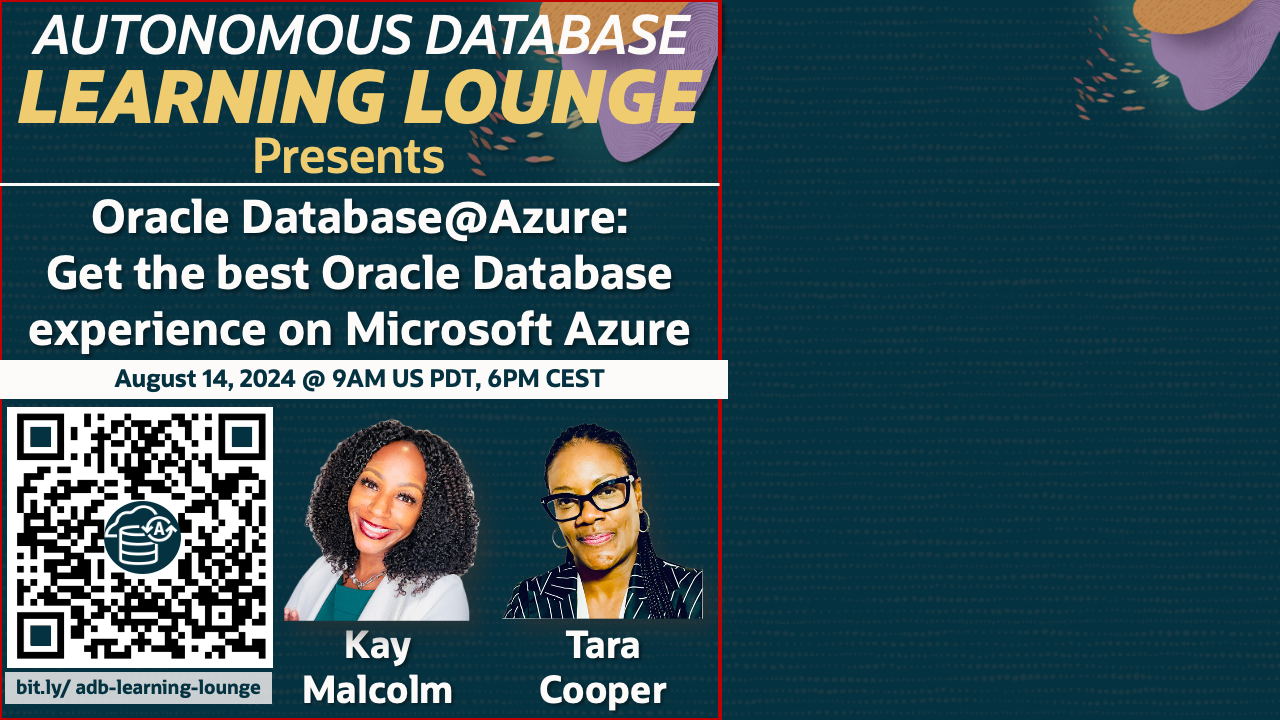 AUTONOMOUS DATABASE
LEARNING LOUNGE
Presents
Oracle Database@Azure:
Get the best Oracle Database
experience on Microsoft Azure
August 14, 2024 @ 9AM US PDT, 6PM CEST
A
bit.ly/ adb-learning-lounge
Kay
Malcolm
Tara
Cooper